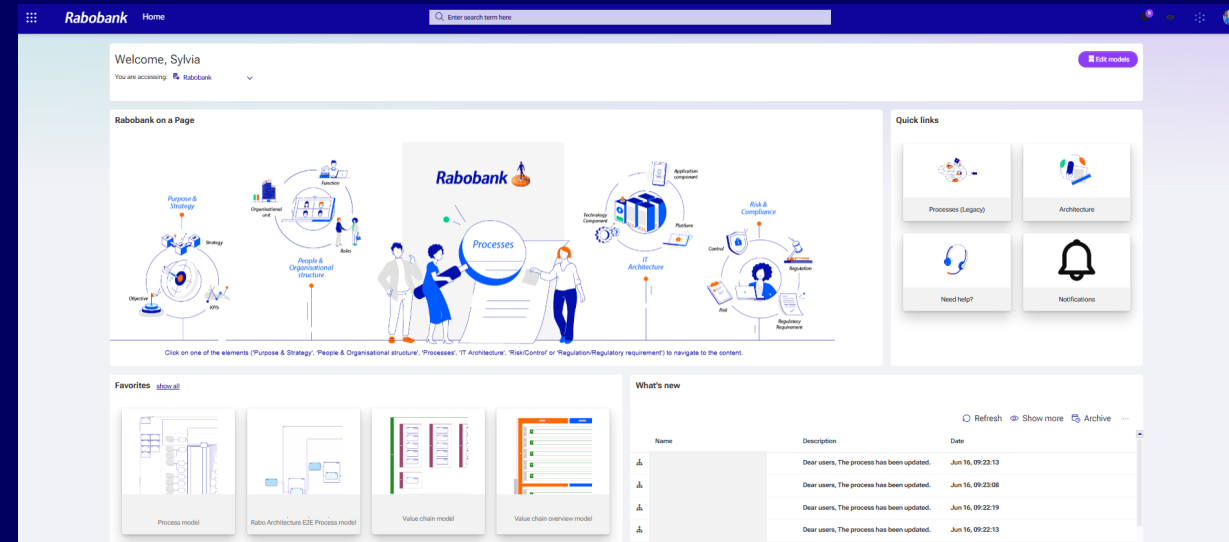 Rabobank Home
Enter search term here
6
Welcome, Sylvia
You are accessing: Rabobank
Edit models
Rabobank on a Page
Purpose &
Strategy
Strategy
Objective
KPI's
Function
Organisational
unit
Roles
People &
Organisational
structure
Rabobank
Processes
Application
component
Technology
Component
Platform
IT
Architecture
Risk &
Compliance
Control
Regulation
Risk
Regulatory
Requirement
Click on one of the elements ('Purpose & Strategy', 'People & Organisational structure', 'Processes', 'IT Architecture', 'Risk/Control' or 'Regulation/Regulatory requirement') to navigate to the content.
Quick links
Processes (Legacy)
Architecture
Need help?
Notifications
Favorites show all
Process model
Rabo Architecture E2E Process model
Value chain model
Value chain overview model
What's new
Refresh Show more Archive ...
Name Description Date
Dear users, The process has been updated. Jun 16, 09:23:13
Dear users, The process has been updated. Jun 16, 09:23:08
Dear users, The process has been updated. Jun 16, 09:22:19
Dear users, The process has been updated. Jun 16, 09:22:13